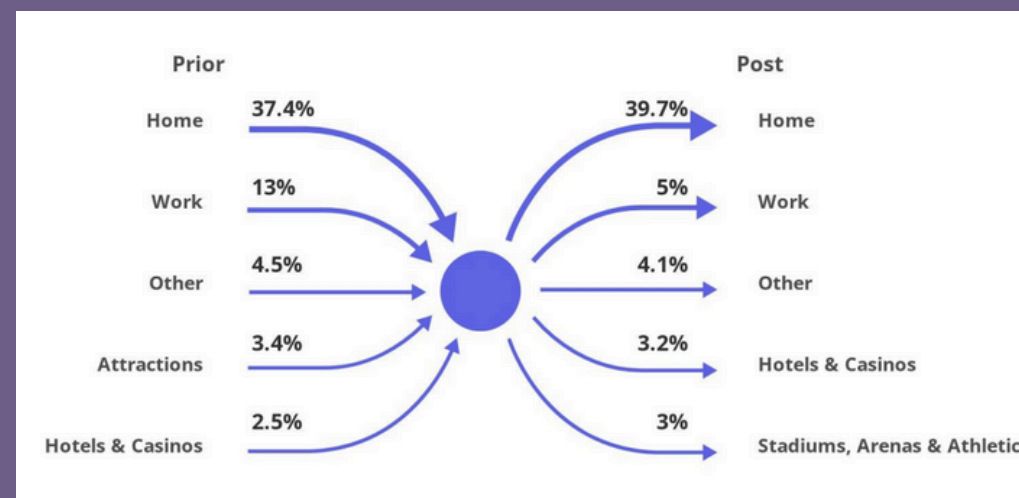 Prior
Post
Home
37.4%
39.7%
Home
Work
13%
5%
Work
Other
4.5%
4.1%
Other
Attractions
3.4%
3.2%
Hotels & Casinos
Hotels & Casinos
2.5%
3%
Stadiums, Arenas & Athletic